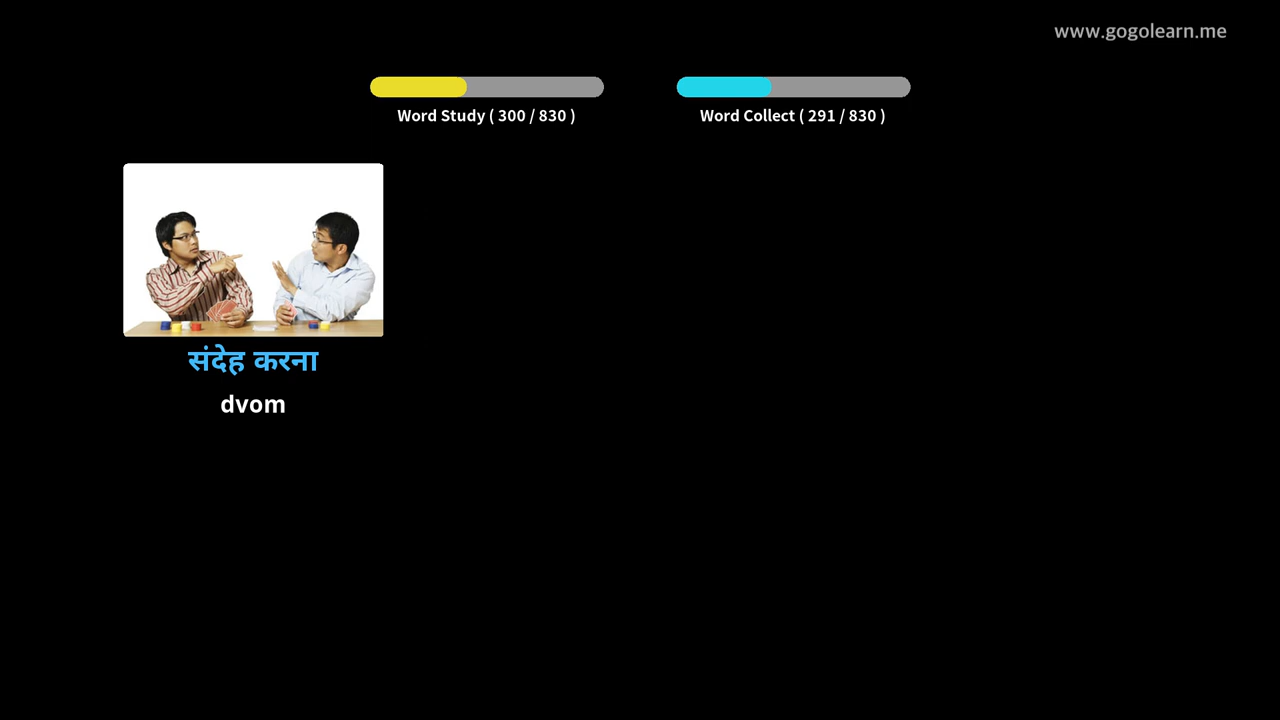 www.gogolearn.me
Word Study ( 300 / 830 )
Word Collect ( 291 / 830 )
संदेह करना
dvom